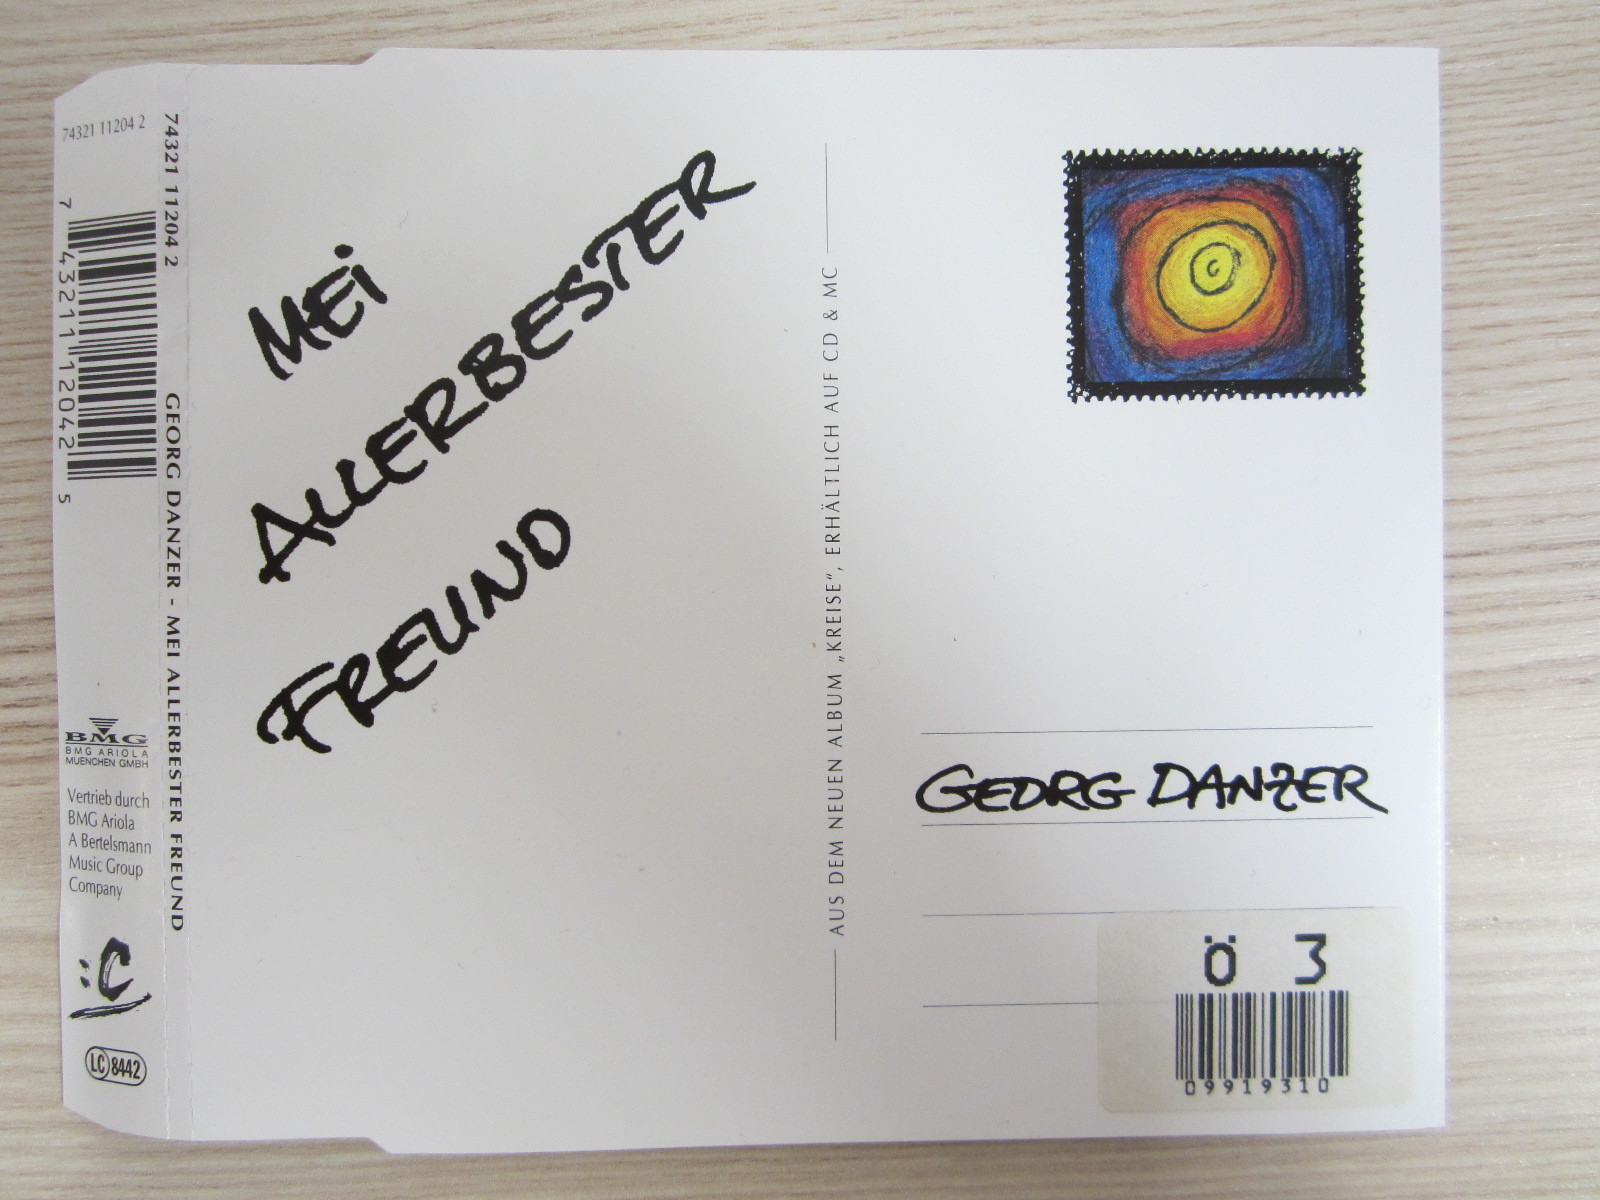 74321 11204 2
7 43211 12042 5
BMG
BMG ARIOLA
MUENCHEN GMBH
Vertrieb durch
BMG Ariola
A Bertelsmann
Music Group
Company
:C
LC 8442
74321 11204 2 GEORG DANZER - MEI ALLERBESTER FREUND
MEI
ALLERBESTER
FREUND
AUS DEM NEUEN ALBUM „KREISE“, ERHÄLTLICH AUF CD & MC
GEORG DANZER
Ö 3
09919310